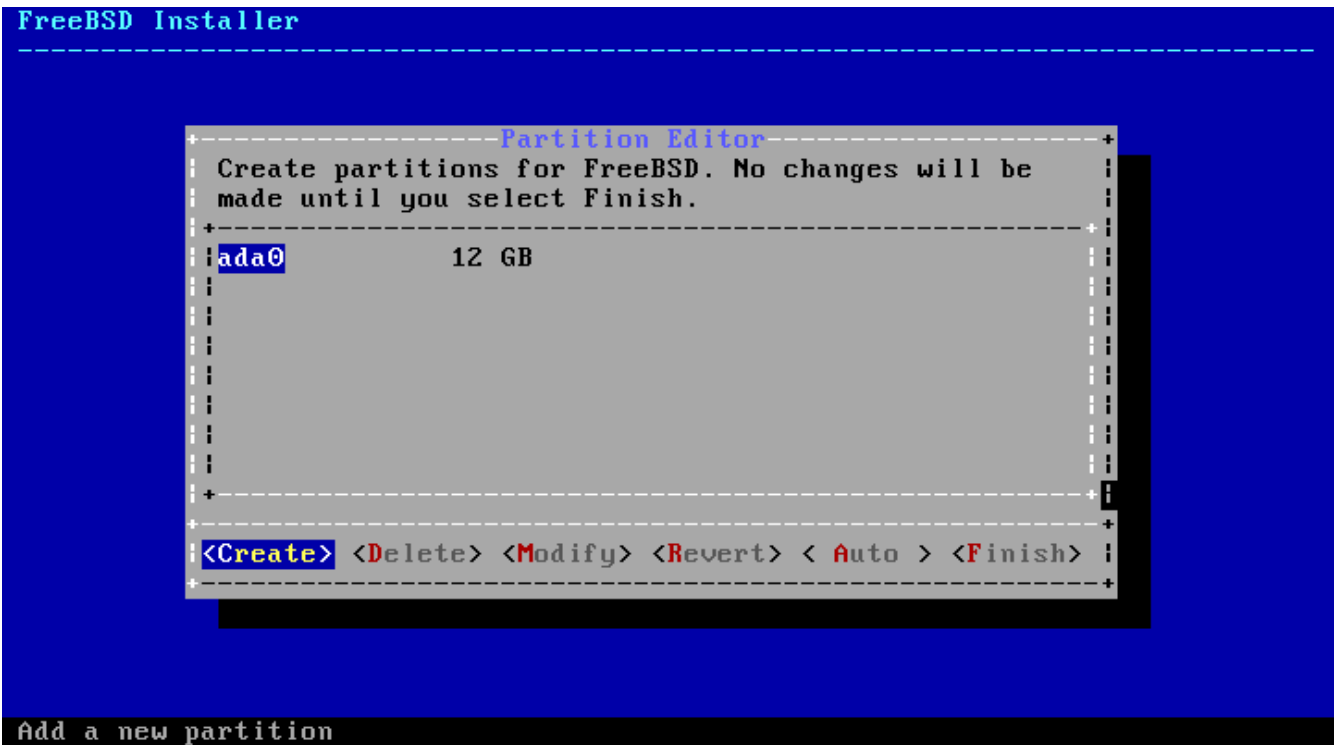 FreeBSD Installer
Partition Editor
Create partitions for FreeBSD. No changes will be
made until you select Finish.
ada0 12 GB
<Create> <Delete> <Modify> <Revert> < Auto > <Finish>
Add a new partition